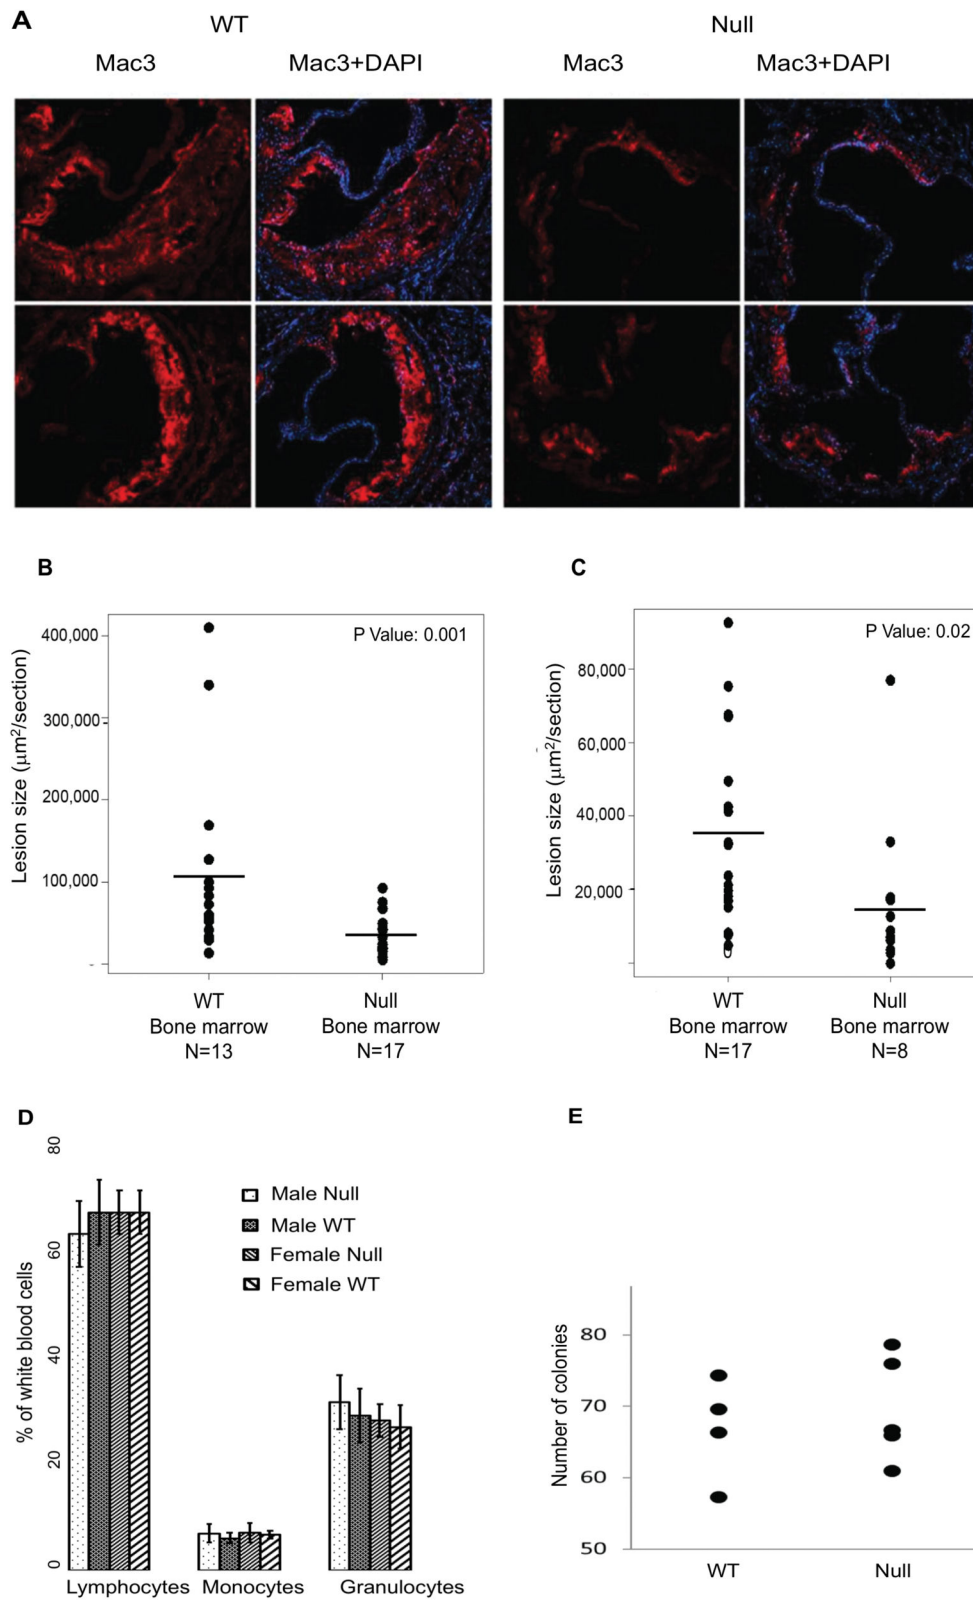 A
WT
Null
Mac3
Mac3+DAPI
Mac3
Mac3+DAPI
B
P Value: 0.001
Lesion size (μm²/section)
400,000
300,000
200,000
100,000
-
WT
Bone marrow
N=13
Null
Bone marrow
N=17
C
P Value: 0.02
Lesion size (μm²/section)
80,000
60,000
40,000
20,000
WT
Bone marrow
N=17
Null
Bone marrow
N=8
D
% of white blood cells
80
60
40
20
0
Male Null
Male WT
Female Null
Female WT
Lymphocytes
Monocytes
Granulocytes
E
Number of colonies
80
70
60
50
WT
Null